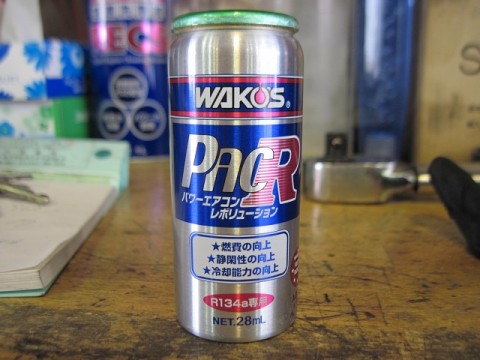 WAKO'S®
PAC R
パワーエアコン
レボリューション
★燃費の向上
★静閑性の向上
★冷却能力の向上
R134a専用
NET.28mL